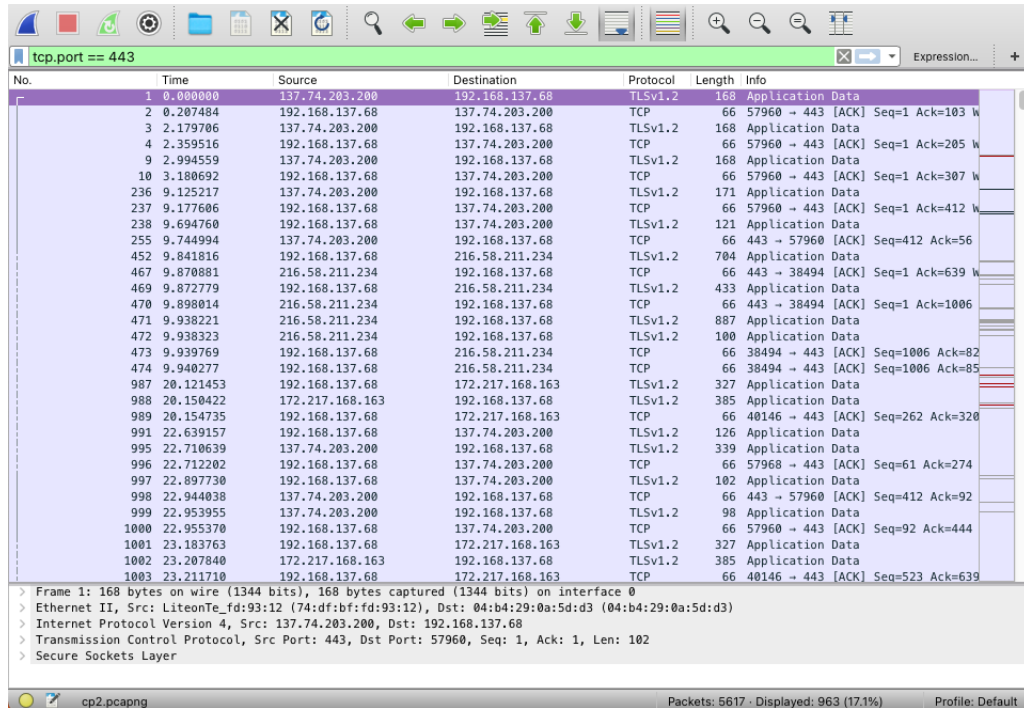 tcp.port == 443 Expression... +
No. Time Source Destination Protocol Length Info
1 0.000000 137.74.203.200 192.168.137.68 TLSv1.2 168 Application Data
2 0.207484 192.168.137.68 137.74.203.200 TCP 66 57960 → 443 [ACK] Seq=1 Ack=103 W
3 2.179706 137.74.203.200 192.168.137.68 TLSv1.2 168 Application Data
4 2.359516 192.168.137.68 137.74.203.200 TCP 66 57960 → 443 [ACK] Seq=1 Ack=205 W
9 2.994559 137.74.203.200 192.168.137.68 TLSv1.2 168 Application Data
10 3.180692 192.168.137.68 137.74.203.200 TCP 66 57960 → 443 [ACK] Seq=1 Ack=307 W
236 9.125217 137.74.203.200 192.168.137.68 TLSv1.2 171 Application Data
237 9.177606 192.168.137.68 137.74.203.200 TCP 66 57960 → 443 [ACK] Seq=1 Ack=412 W
238 9.694760 192.168.137.68 137.74.203.200 TLSv1.2 121 Application Data
255 9.744994 137.74.203.200 192.168.137.68 TCP 66 443 → 57960 [ACK] Seq=412 Ack=56
452 9.841816 192.168.137.68 216.58.211.234 TLSv1.2 704 Application Data
467 9.870881 216.58.211.234 192.168.137.68 TCP 66 443 → 38494 [ACK] Seq=1 Ack=639 W
469 9.872779 192.168.137.68 216.58.211.234 TLSv1.2 433 Application Data
470 9.898014 216.58.211.234 192.168.137.68 TCP 66 443 → 38494 [ACK] Seq=1 Ack=1006
471 9.938221 216.58.211.234 192.168.137.68 TLSv1.2 887 Application Data
472 9.938323 216.58.211.234 192.168.137.68 TLSv1.2 100 Application Data
473 9.939769 192.168.137.68 216.58.211.234 TCP 66 38494 → 443 [ACK] Seq=1006 Ack=82
474 9.940277 192.168.137.68 216.58.211.234 TCP 66 38494 → 443 [ACK] Seq=1006 Ack=85
987 20.121453 192.168.137.68 172.217.168.163 TLSv1.2 327 Application Data
988 20.150422 172.217.168.163 192.168.137.68 TLSv1.2 385 Application Data
989 20.154735 192.168.137.68 172.217.168.163 TCP 66 40146 → 443 [ACK] Seq=262 Ack=320
991 22.639157 192.168.137.68 137.74.203.200 TLSv1.2 126 Application Data
995 22.710639 137.74.203.200 192.168.137.68 TLSv1.2 339 Application Data
996 22.712202 192.168.137.68 137.74.203.200 TCP 66 57968 → 443 [ACK] Seq=61 Ack=274
997 22.897730 192.168.137.68 137.74.203.200 TLSv1.2 102 Application Data
998 22.944038 137.74.203.200 192.168.137.68 TCP 66 443 → 57960 [ACK] Seq=412 Ack=92
999 22.953955 137.74.203.200 192.168.137.68 TLSv1.2 98 Application Data
1000 22.955370 192.168.137.68 137.74.203.200 TCP 66 57960 → 443 [ACK] Seq=92 Ack=444
1001 23.183763 192.168.137.68 172.217.168.163 TLSv1.2 327 Application Data
1002 23.207840 172.217.168.163 192.168.137.68 TLSv1.2 385 Application Data
1003 23.211710 192.168.137.68 172.217.168.163 TCP 66 40146 → 443 [ACK] Seq=523 Ack=639
Frame 1: 168 bytes on wire (1344 bits), 168 bytes captured (1344 bits) on interface 0
Ethernet II, Src: LiteonTe_fd:93:12 (74:df:bf:fd:93:12), Dst: 04:b4:29:0a:5d:d3 (04:b4:29:0a:5d:d3)
Internet Protocol Version 4, Src: 137.74.203.200, Dst: 192.168.137.68
Transmission Control Protocol, Src Port: 443, Dst Port: 57960, Seq: 1, Ack: 1, Len: 102
Secure Sockets Layer
cp2.pcapng Packets: 5617 · Displayed: 963 (17.1%) Profile: Default